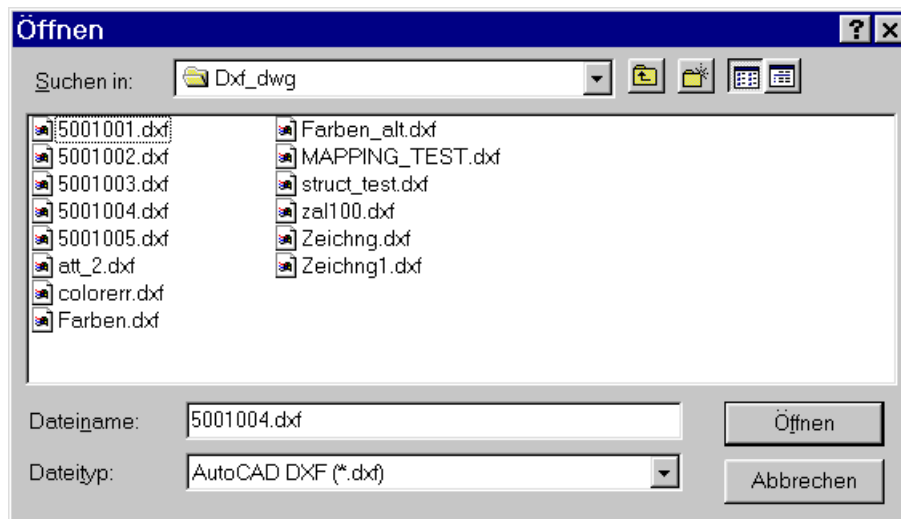 Öffnen
Suchen in: Dxf_dwg
5001001.dxf Farben_alt.dxf
5001002.dxf MAPPING_TEST.dxf
5001003.dxf struct_test.dxf
5001004.dxf zal100.dxf
5001005.dxf Zeichng.dxf
att_2.dxf Zeichng1.dxf
colorerr.dxf
Farben.dxf
Dateiname: 5001004.dxf Öffnen
Dateityp: AutoCAD DXF (*.dxf) Abbrechen